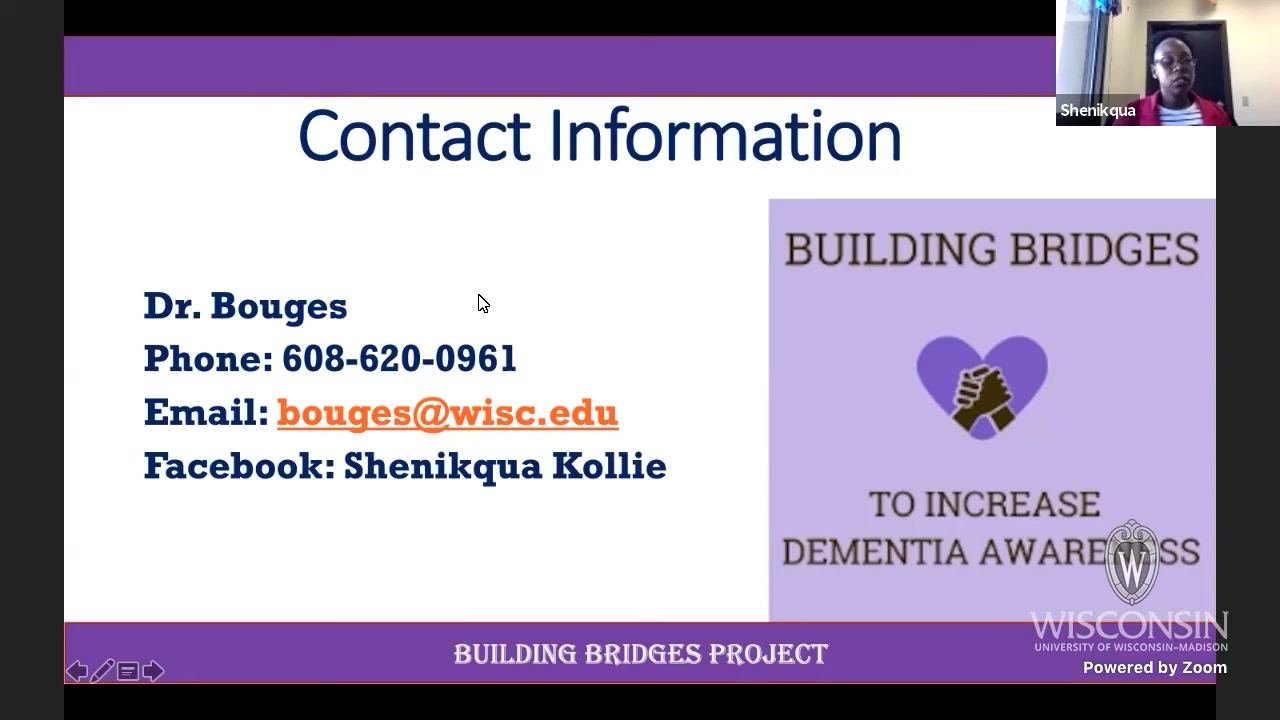 Contact Information
Shenikqua
Dr. Bouges
Phone: 608-620-0961
Email: bouges@wisc.edu
Facebook: Shenikqua Kollie
BUILDING BRIDGES
TO INCREASE
DEMENTIA AWARENESS
W
WISCONSIN
UNIVERSITY OF WISCONSIN–MADISON
Powered by Zoom
BUILDING BRIDGES PROJECT